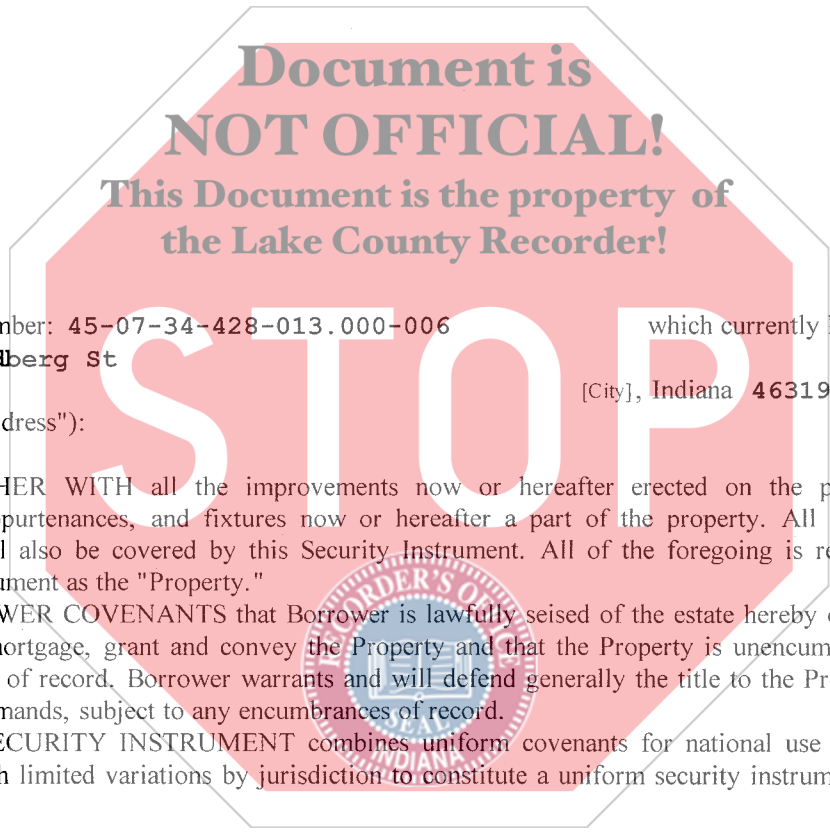 Document is
NOT OFFICIAL!
This Document is the property of
the Lake County Recorder!
STOP
mber: 45-07-34-428-013.000-006 which currently
berg St
[City], Indiana 46319
dress"):
HER WITH all the improvements now or hereafter erected on the p
purtenances, and fixtures now or hereafter a part of the property. All
l also be covered by this Security Instrument. All of the foregoing is re
ument as the "Property."
WER COVENANTS that Borrower is lawfully seised of the estate hereby
mortgage, grant and convey the Property and that the Property is unencum
of record. Borrower warrants and will defend generally the title to the Pr
mands, subject to any encumbrances of record.
ECURITY INSTRUMENT combines uniform covenants for national use
h limited variations by jurisdiction to constitute a uniform security instrum
RECORDER'S OFFICE
SEAL
INDIANA